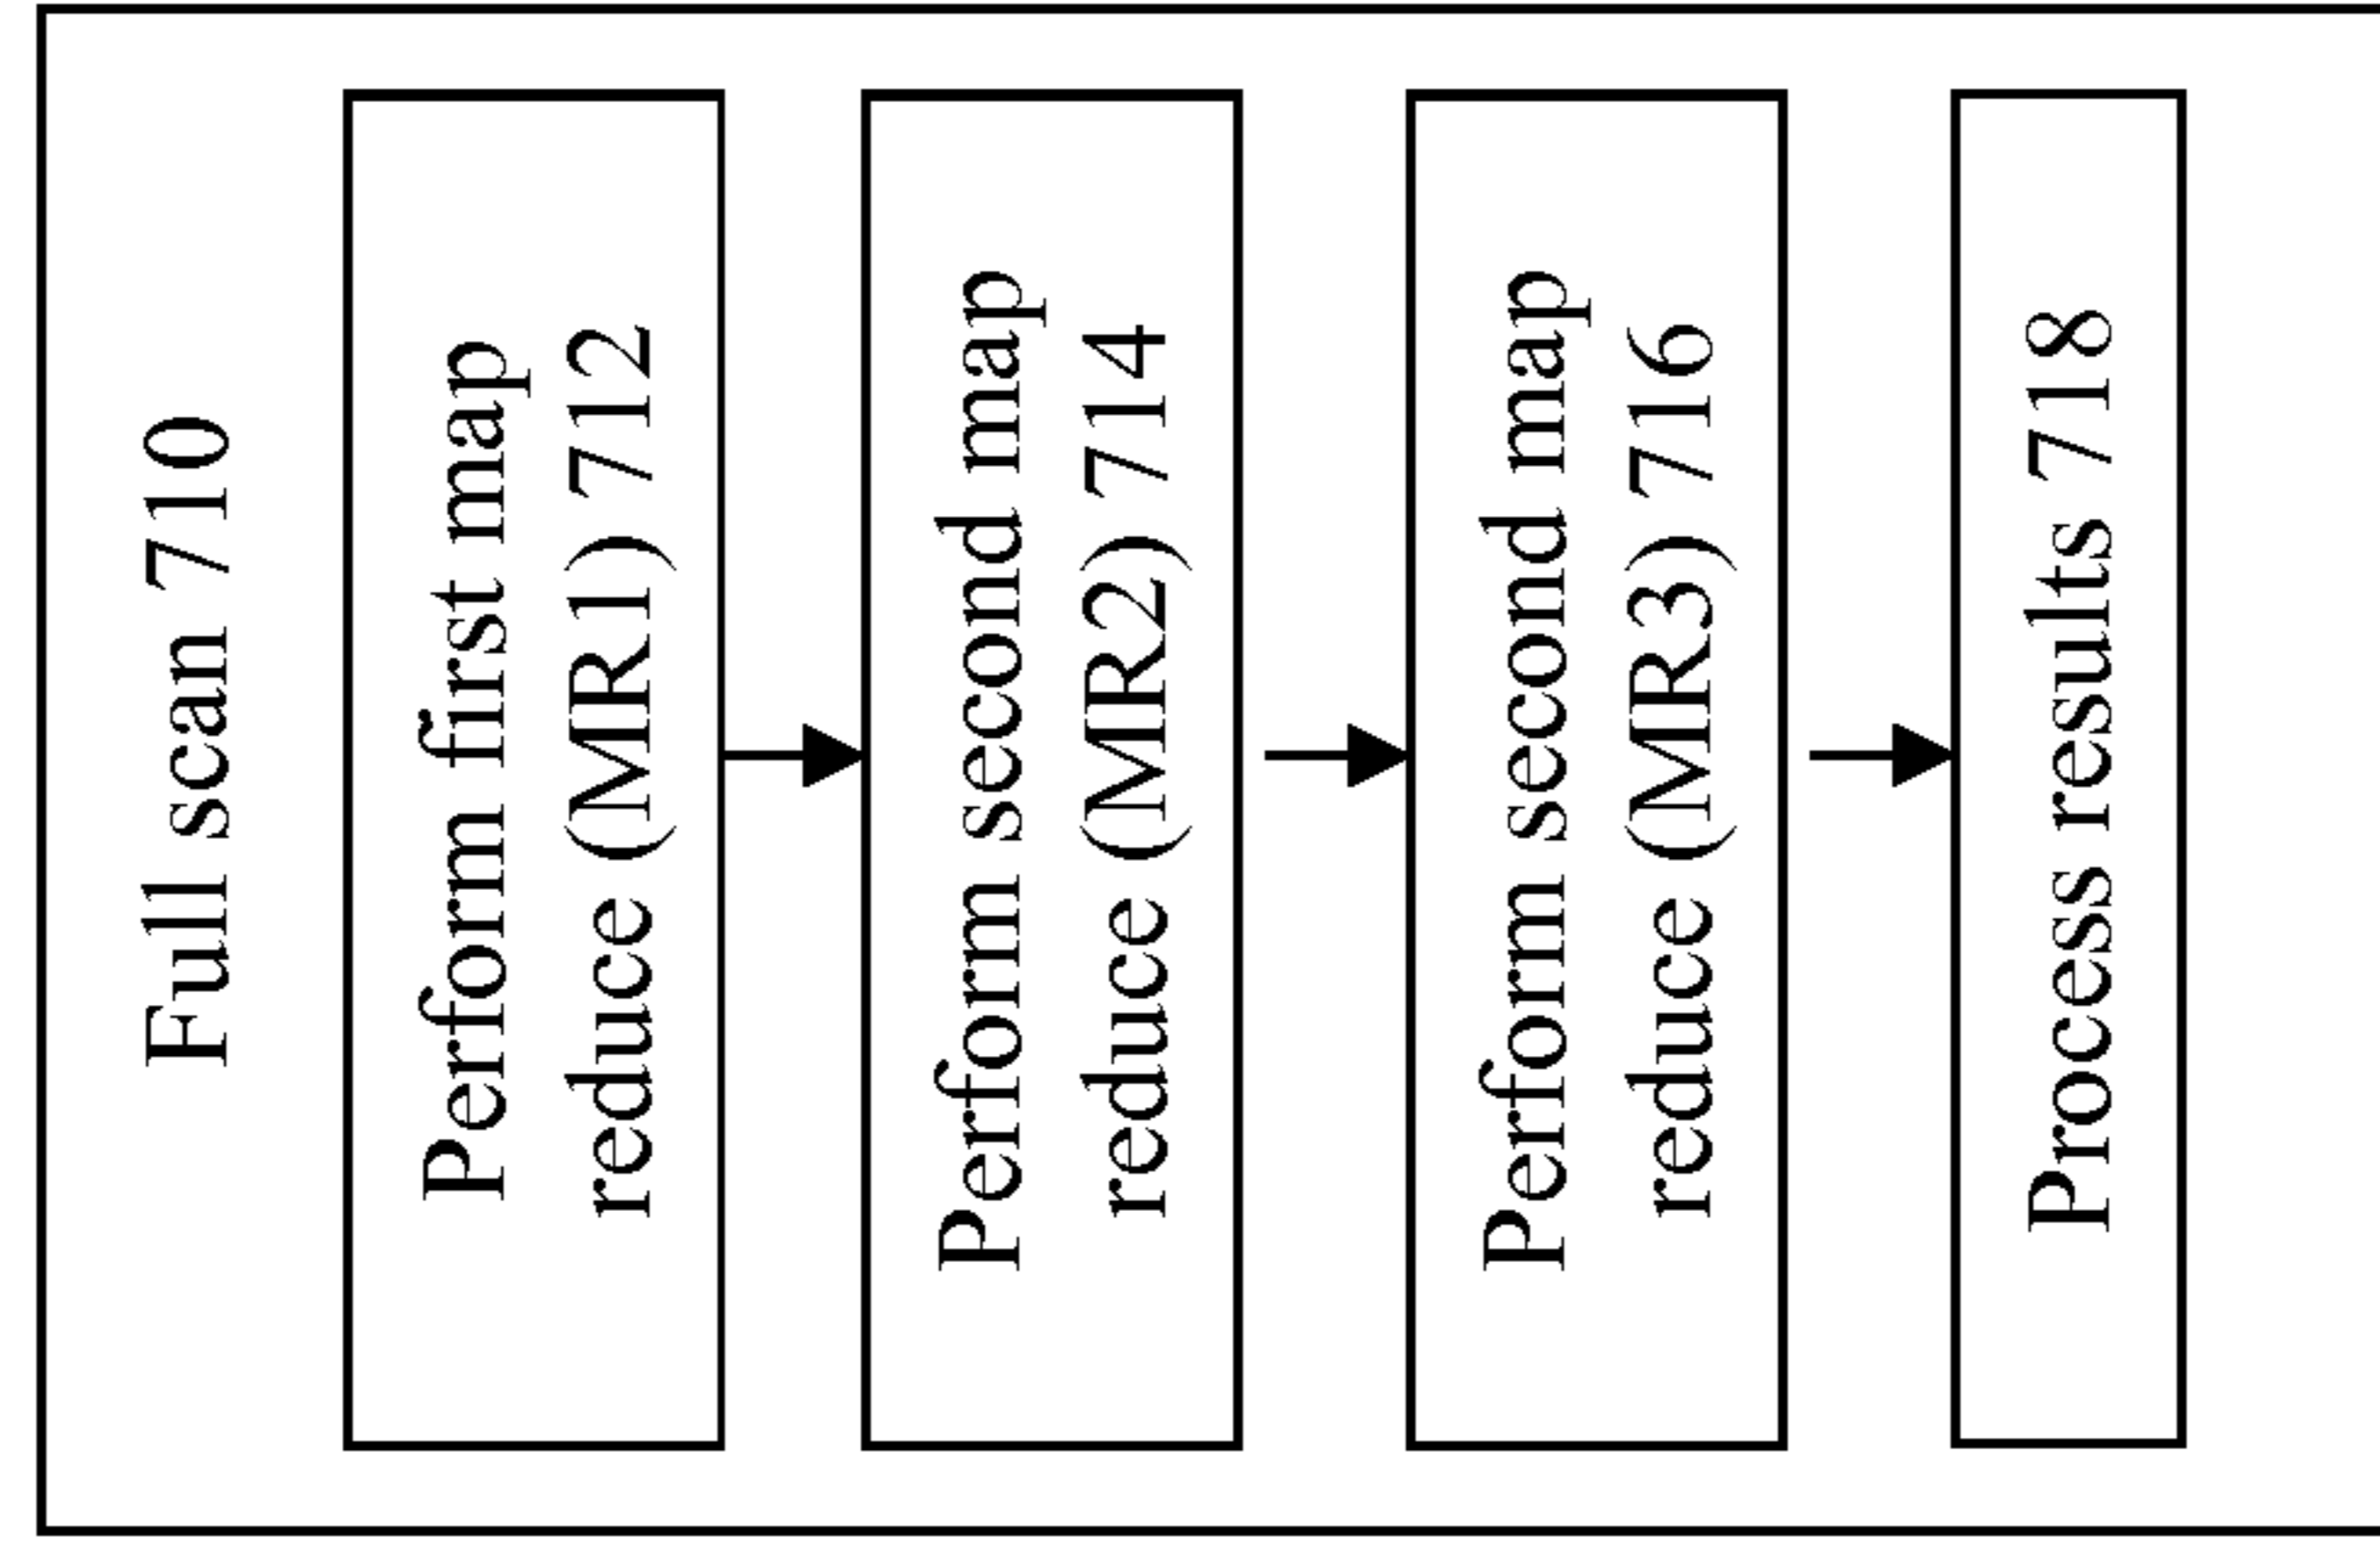 Full scan 710
Perform first map
reduce (MR1) 712
Perform second map
reduce (MR2) 714
Perform second map
reduce (MR3) 716
Process results 718